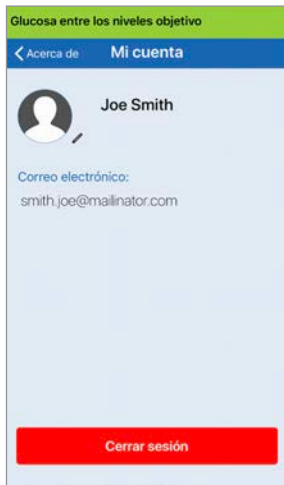 Glucosa entre los niveles objetivo
Acerca de Mi cuenta
Joe Smith
Correo electrónico:
smith.joe@mailinator.com
Cerrar sesión